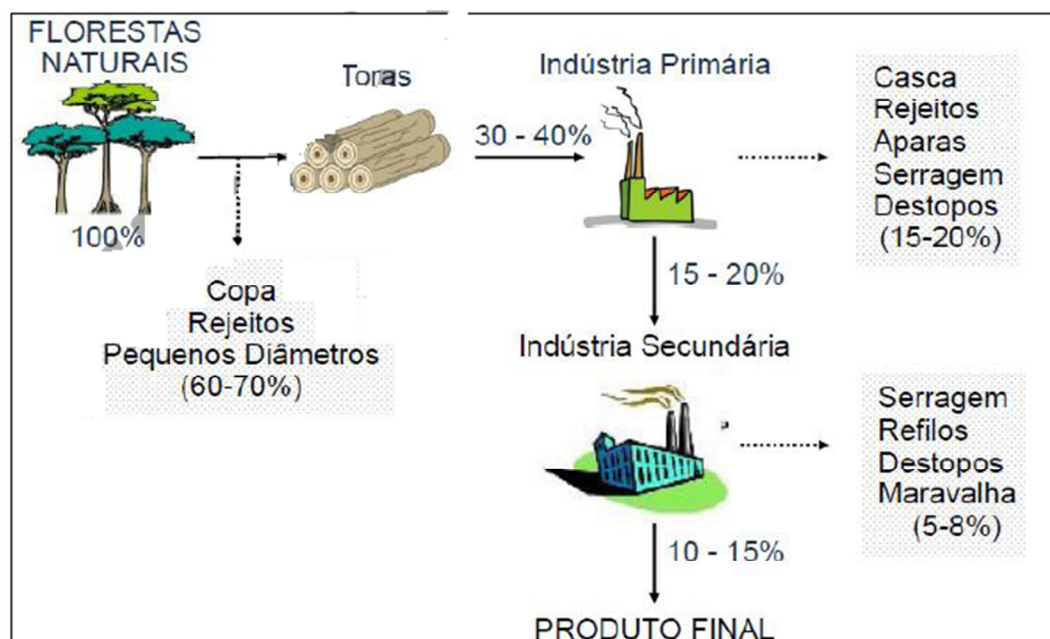 FLORESTAS
NATURAIS
100%
Toras
Copa
Rejeitos
Pequenos Diâmetros
(60-70%)
30 - 40%
Indústria Primária
Casca
Rejeitos
Aparas
Serragem
Destopos
(15-20%)
15 - 20%
Indústria Secundária
Serragem
Refilos
Destopos
Maravalha
(5-8%)
10 - 15%
PRODUTO FINAL